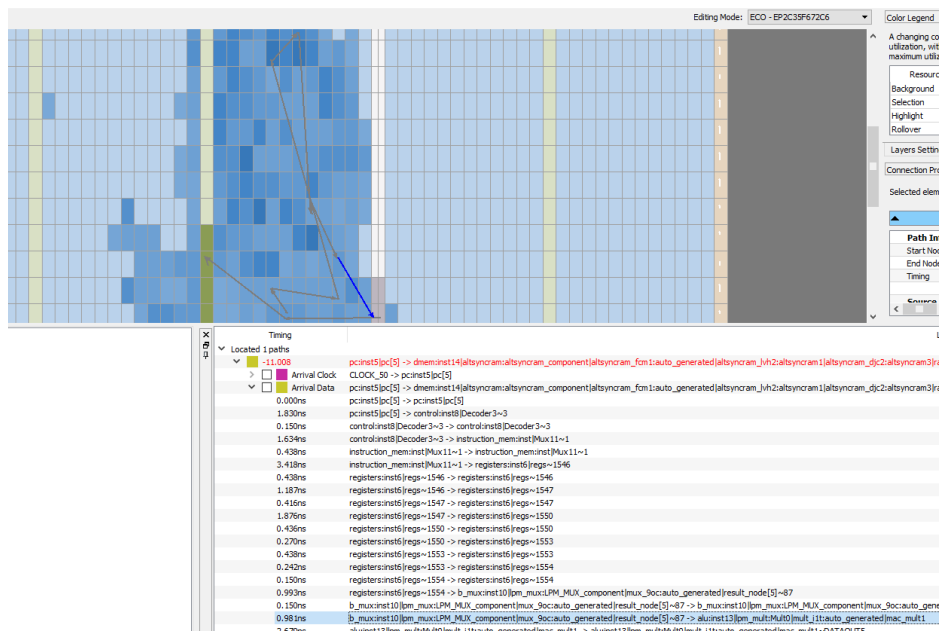 Editing Mode: ECO - EP2C35F672C6
Color Legend
A changing co
utilization, wit
maximum utiliz
Resourc
Background
Selection
Highlight
Rollover
Layers Settin
Connection Pro
Selected elem
Path In
Start Nod
End Node
Timing
Source
Timing
Located 1 paths
-11.008 pc:inst5|pc[5] -> dmem:inst14|altsyncram:altsyncram_component|altsyncram_fcm1:auto_generated|altsyncram_lvh2:altsyncram1|altsyncram_djc2:altsyncram3|ra
Arrival Clock CLOCK_50 -> pc:inst5|pc[5]
Arrival Data pc:inst5|pc[5] -> dmem:inst14|altsyncram:altsyncram_component|altsyncram_fcm1:auto_generated|altsyncram_lvh2:altsyncram1|altsyncram_djc2:altsyncram3|ra
0.000ns pc:inst5|pc[5] -> pc:inst5|pc[5]
1.830ns pc:inst5|pc[5] -> control:inst8|Decoder3~3
0.150ns control:inst8|Decoder3~3 -> control:inst8|Decoder3~3
1.634ns control:inst8|Decoder3~3 -> instruction_mem:inst|Mux11~1
0.438ns instruction_mem:inst|Mux11~1 -> instruction_mem:inst|Mux11~1
3.418ns instruction_mem:inst|Mux11~1 -> registers:inst6|regs~1546
0.438ns registers:inst6|regs~1546 -> registers:inst6|regs~1546
1.187ns registers:inst6|regs~1546 -> registers:inst6|regs~1547
0.416ns registers:inst6|regs~1547 -> registers:inst6|regs~1547
1.876ns registers:inst6|regs~1547 -> registers:inst6|regs~1550
0.436ns registers:inst6|regs~1550 -> registers:inst6|regs~1550
0.270ns registers:inst6|regs~1550 -> registers:inst6|regs~1553
0.438ns registers:inst6|regs~1553 -> registers:inst6|regs~1553
0.242ns registers:inst6|regs~1553 -> registers:inst6|regs~1554
0.150ns registers:inst6|regs~1554 -> registers:inst6|regs~1554
0.993ns registers:inst6|regs~1554 -> b_mux:inst10|lpm_mux:LPM_MUX_component|mux_9oc:auto_generated|result_node[5]~87
0.150ns b_mux:inst10|lpm_mux:LPM_MUX_component|mux_9oc:auto_generated|result_node[5]~87 -> b_mux:inst10|lpm_mux:LPM_MUX_component|mux_9oc:auto_gene
0.981ns b_mux:inst10|lpm_mux:LPM_MUX_component|mux_9oc:auto_generated|result_node[5]~87 -> alu:inst13|lpm_mult:Mult0|mult_i1t:auto_generated|mac_mult1